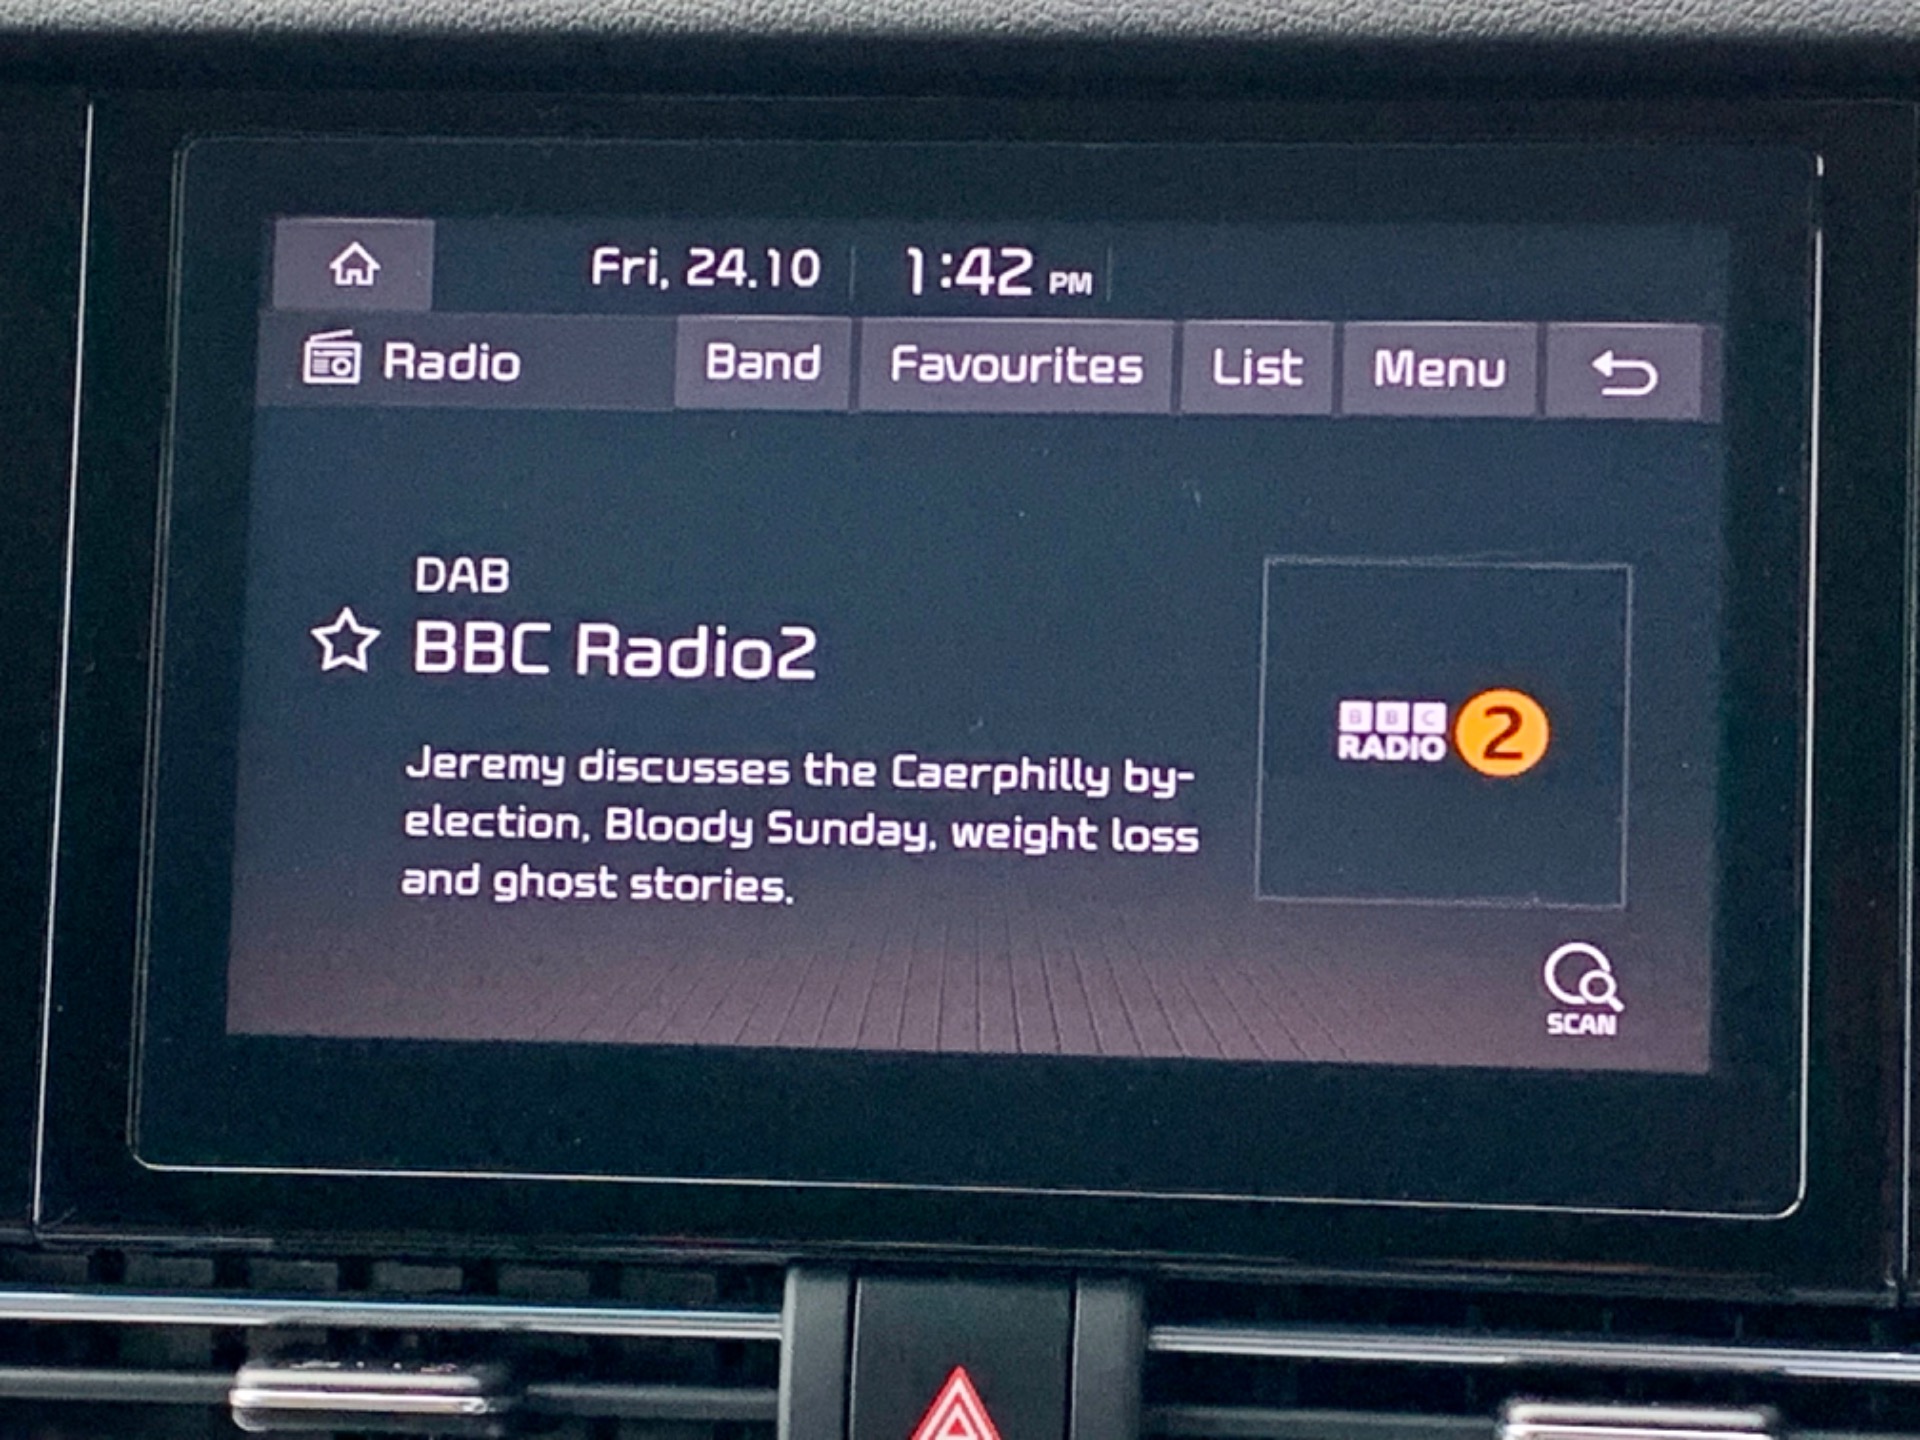 Fri, 24.10 1:42 PM
Radio Band Favourites List Menu
DAB
BBC Radio2
Jeremy discusses the Caerphilly by-
election, Bloody Sunday, weight loss
and ghost stories.
BBC
RADIO 2
SCAN